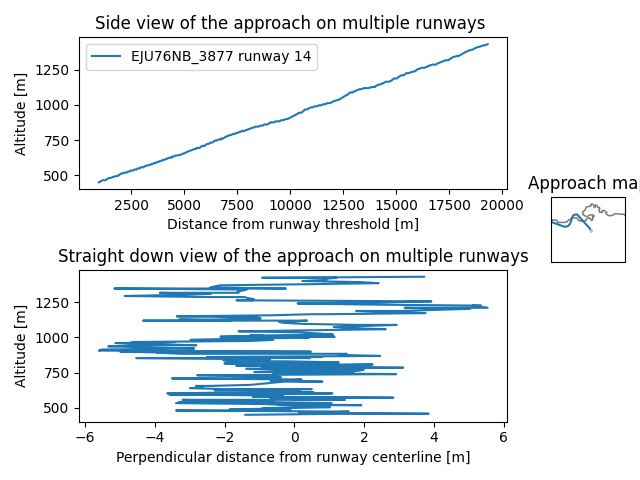 Side view of the approach on multiple runways
EJU76NB_3877 runway 14
Altitude [m]
1250
1000
750
500
2500 5000 7500 10000 12500 15000 17500 20000
Distance from runway threshold [m]
Approach map
Straight down view of the approach on multiple runways
Altitude [m]
1250
1000
750
500
−6 −4 −2 0 2 4 6
Perpendicular distance from runway centerline [m]